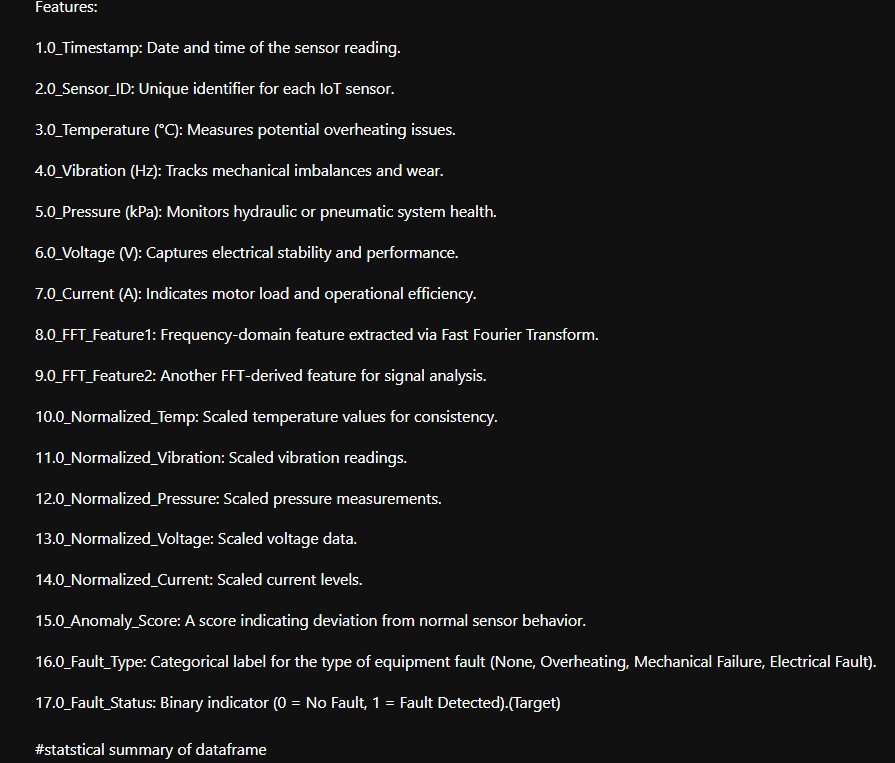 Features:
1.0_Timestamp: Date and time of the sensor reading.
2.0_Sensor_ID: Unique identifier for each IoT sensor.
3.0_Temperature (°C): Measures potential overheating issues.
4.0_Vibration (Hz): Tracks mechanical imbalances and wear.
5.0_Pressure (kPa): Monitors hydraulic or pneumatic system health.
6.0_Voltage (V): Captures electrical stability and performance.
7.0_Current (A): Indicates motor load and operational efficiency.
8.0_FFT_Feature1: Frequency-domain feature extracted via Fast Fourier Transform.
9.0_FFT_Feature2: Another FFT-derived feature for signal analysis.
10.0_Normalized_Temp: Scaled temperature values for consistency.
11.0_Normalized_Vibration: Scaled vibration readings.
12.0_Normalized_Pressure: Scaled pressure measurements.
13.0_Normalized_Voltage: Scaled voltage data.
14.0_Normalized_Current: Scaled current levels.
15.0_Anomaly_Score: A score indicating deviation from normal sensor behavior.
16.0_Fault_Type: Categorical label for the type of equipment fault (None, Overheating, Mechanical Failure, Electrical Fault).
17.0_Fault_Status: Binary indicator (0 = No Fault, 1 = Fault Detected).(Target)
#statstical summary of dataframe